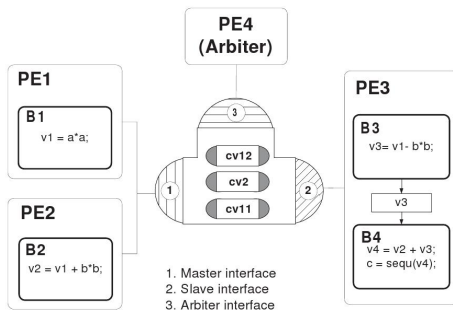 PE4
(Arbiter)
PE1
B1
v1 = a*a;
PE2
B2
v2 = v1 + b*b;
3
cv12
cv2
cv11
1
2
PE3
B3
v3= v1- b*b;
v3
B4
v4 = v2 + v3;
c = sequ(v4);
1. Master interface
2. Slave interface
3. Arbiter interface